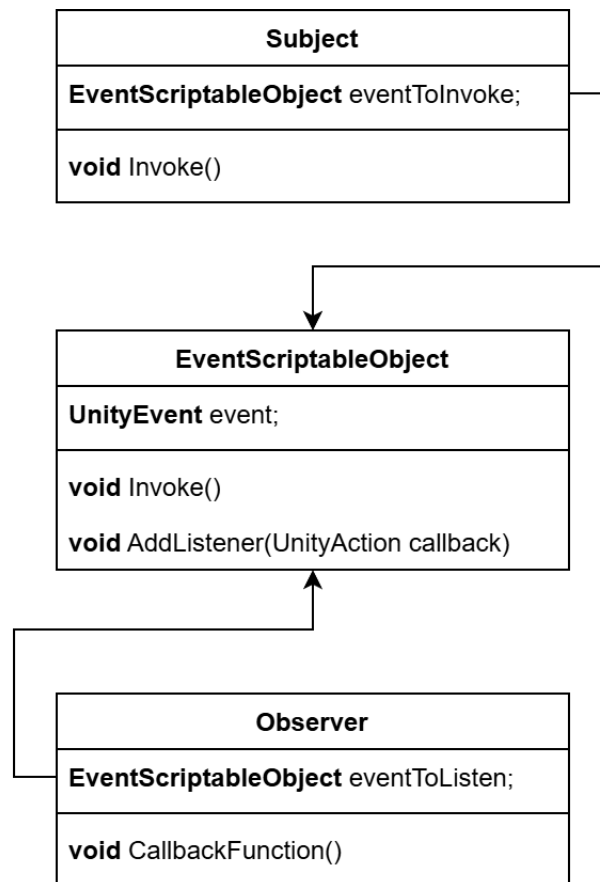 Subject
EventScriptableObject eventToInvoke;
void Invoke()
EventScriptableObject
UnityEvent event;
void Invoke()
void AddListener(UnityAction callback)
Observer
EventScriptableObject eventToListen;
void CallbackFunction()